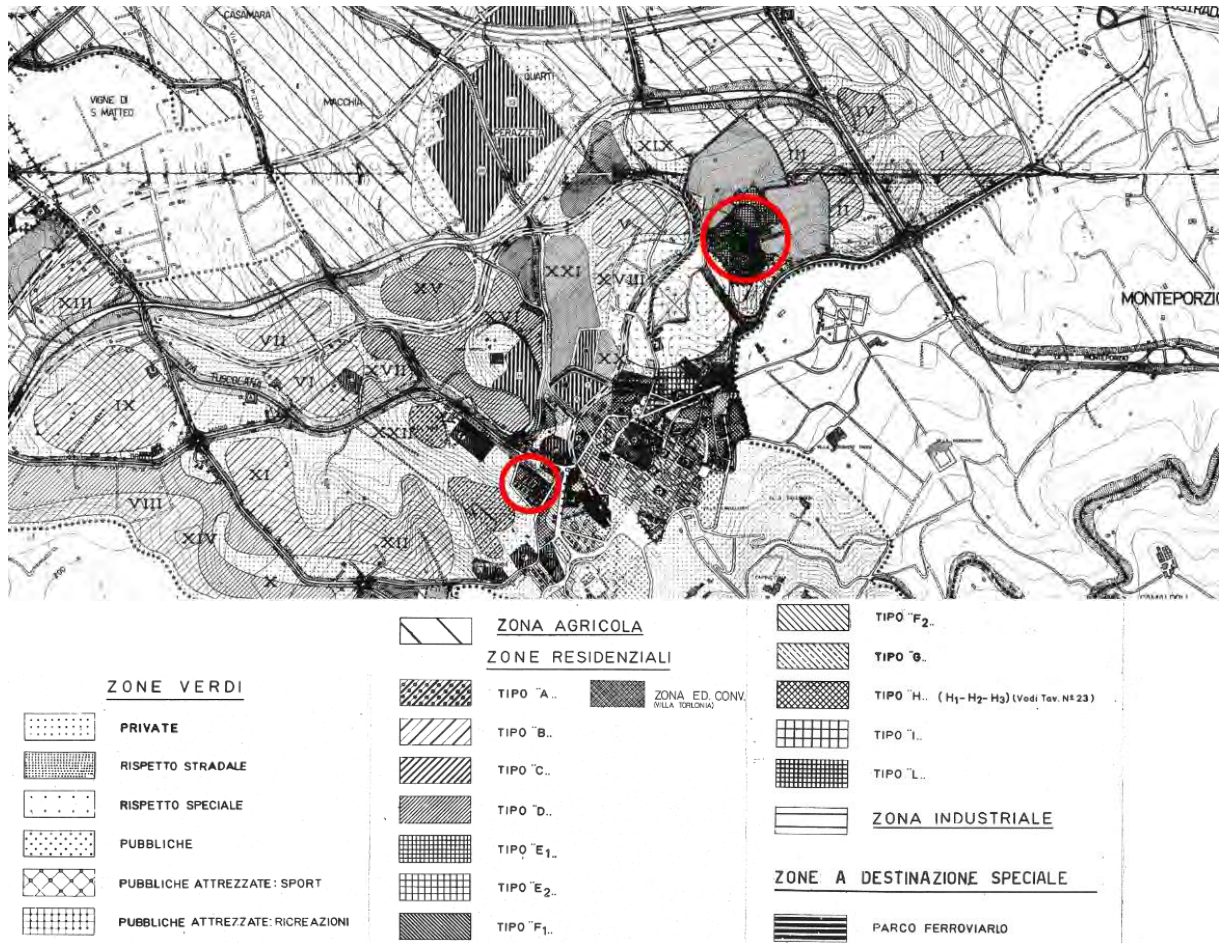 CASAMARA
VIGNE DI
S. MATTEO
MACCHIA
QUARTI
PERAZZETA
XIX
III
IV
I
II
V
XXI
XVIII
XV
XIII
VII
XVI
MONTEPORZIO
XX
VI
XVII
VIA TUSCOLANA
IX
XXII
XI
VIII
XIV
XII
X
ZONE VERDI
PRIVATE
RISPETTO STRADALE
RISPETTO SPECIALE
PUBBLICHE
PUBBLICHE ATTREZZATE: SPORT
PUBBLICHE ATTREZZATE: RICREAZIONI
ZONA AGRICOLA
ZONE RESIDENZIALI
TIPO "A„
ZONA ED. CONV.
(VILLA TORLONIA)
TIPO "B„
TIPO "C„
TIPO "D„
TIPO "E1„
TIPO "E2„
TIPO "F1„
TIPO "F2„
TIPO "G„
TIPO "H„ (H1-H2-H3) (Vedi Tav. N° 23)
TIPO "I„
TIPO "L„
ZONA INDUSTRIALE
ZONE A DESTINAZIONE SPECIALE
PARCO FERROVIARIO